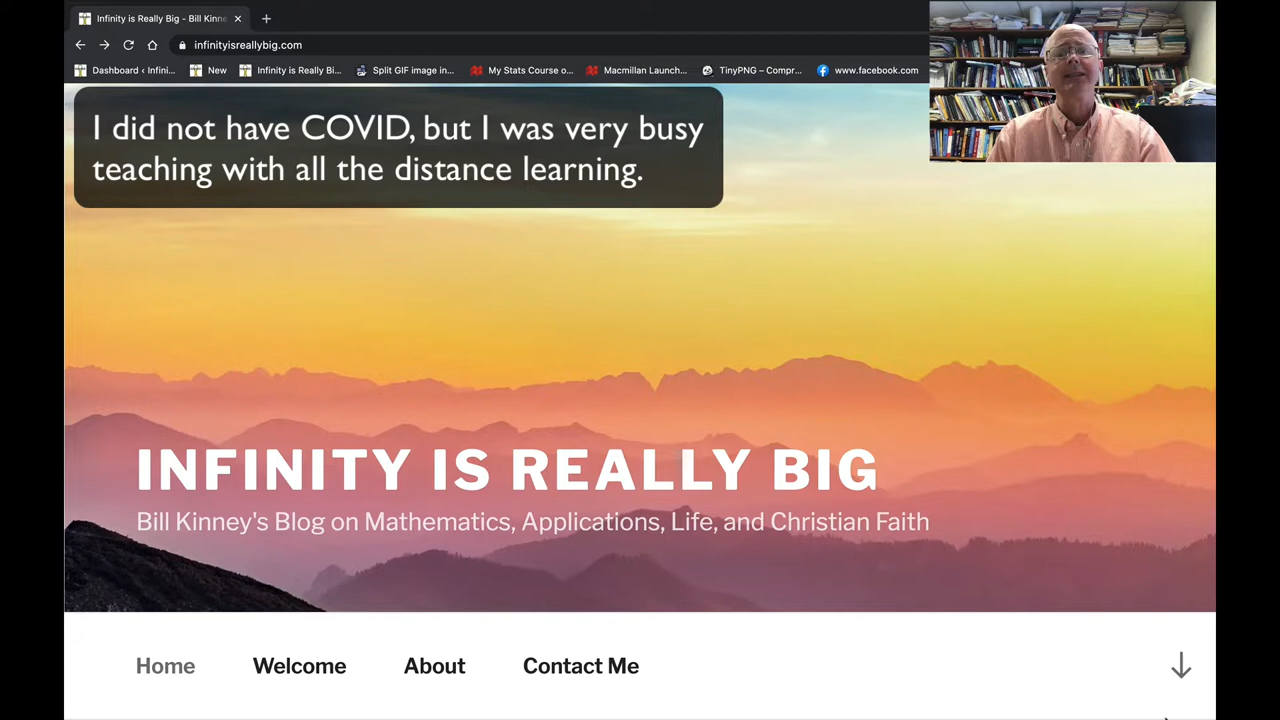 Infinity is Really Big - Bill Kinne
infinityisreallybig.com
Dashboard ‹ Infini...
New
Infinity is Really Bi...
Split GIF image in...
My Stats Course o...
Macmillan Launch...
TinyPNG – Compr...
www.facebook.com
I did not have COVID, but I was very busy
teaching with all the distance learning.
INFINITY IS REALLY BIG
Bill Kinney's Blog on Mathematics, Applications, Life, and Christian Faith
Home Welcome About Contact Me